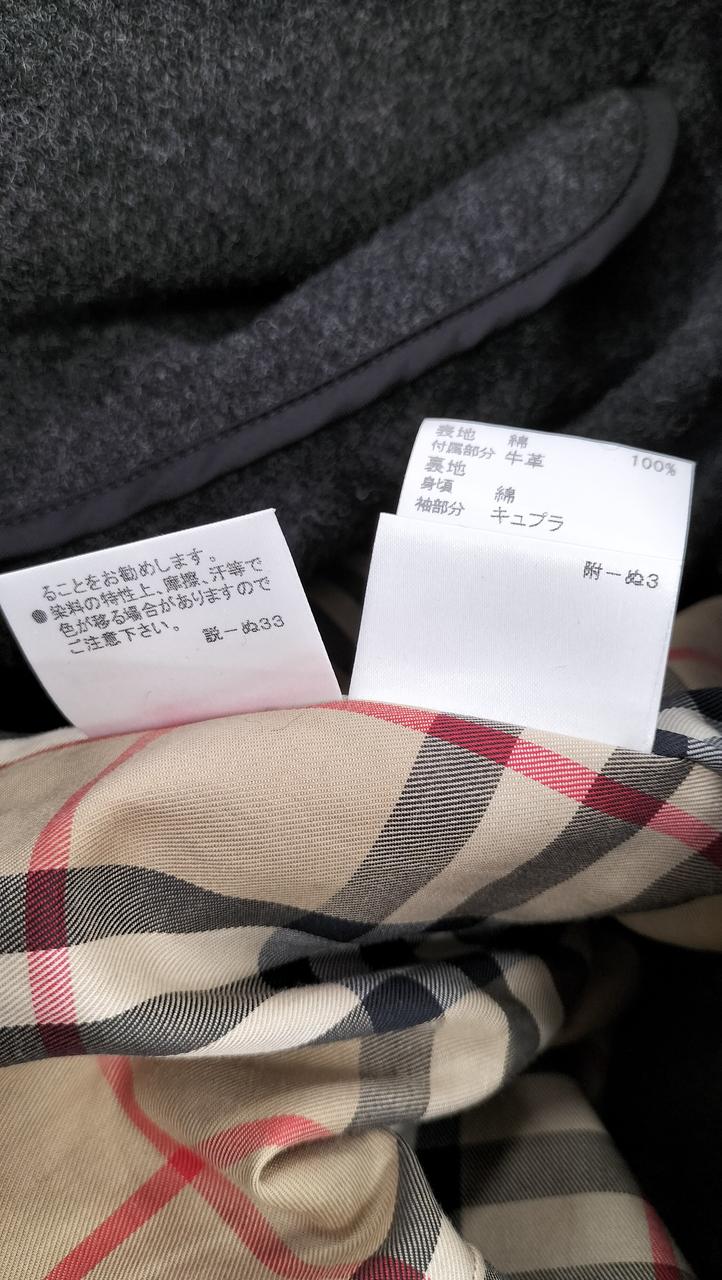 ることをお勧めします。
●染料の特性上、摩擦、汗等で
色が移る場合がありますので
ご注意下さい。 説ーぬ33
表地 綿 100%
付属部分 牛革
裏地
身頃 綿
袖部分 キュプラ
附ーぬ3